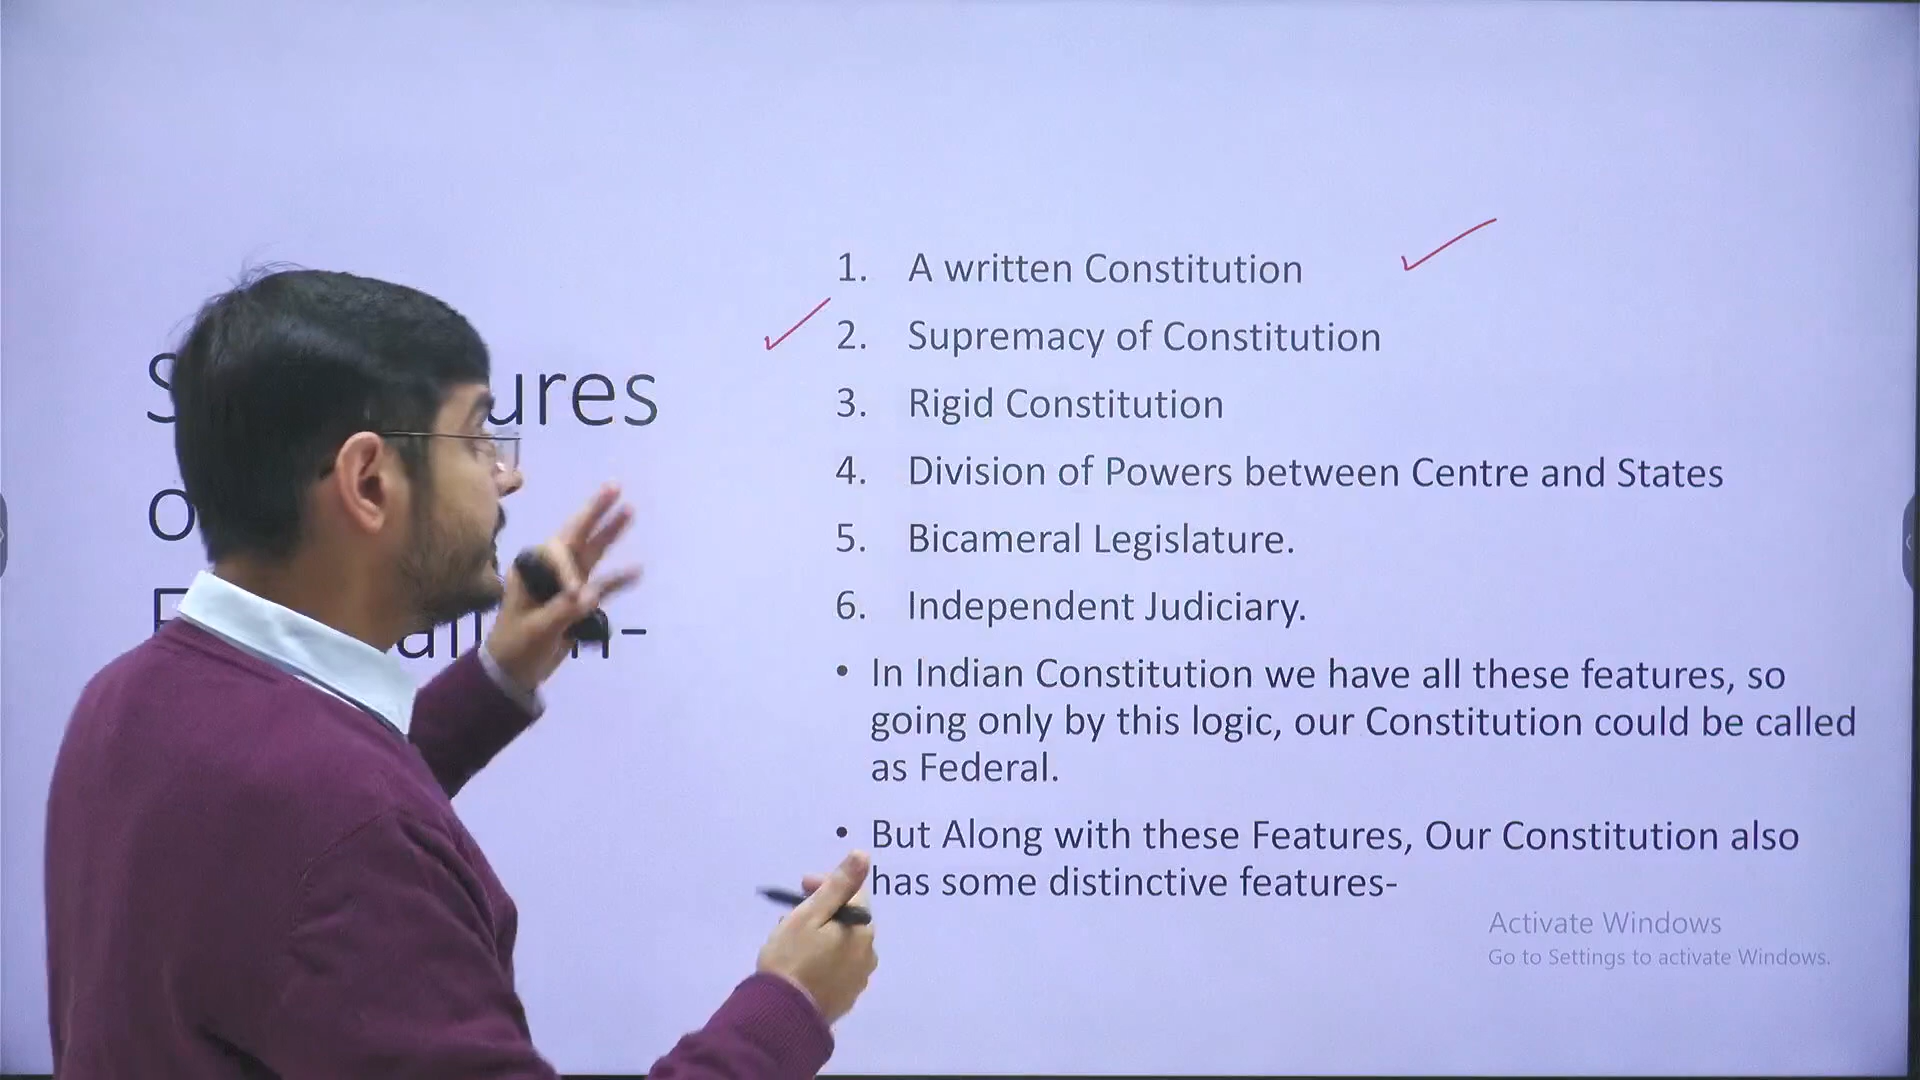 ures
1. A written Constitution
2. Supremacy of Constitution
3. Rigid Constitution
4. Division of Powers between Centre and States
5. Bicameral Legislature.
6. Independent Judiciary.
• In Indian Constitution we have all these features, so
going only by this logic, our Constitution could be called
as Federal.
• But Along with these Features, Our Constitution also
has some distinctive features-
Activate Windows
Go to Settings to activate Windows.